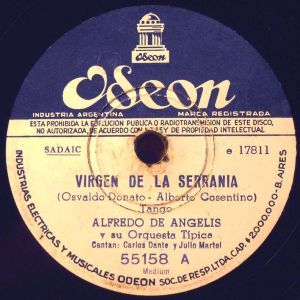 Odeon
Odeon
INDUSTRIA ARGENTINA MARCA REGISTRADA
ESTA PROHIBIDA LA EJECUCION PUBLICA O RADIOTRANSMISION DE ESTE DISCO,
NO AUTORIZADA, DE ACUERDO CON LA LEY DE PROPIEDAD INTELECTUAL
SADAIC e 17811
VIRGEN DE LA SERRANIA
(Osvaldo Donato - Alberto Cosentino)
Tango
ALFREDO DE ANGELIS
y su Orquesta Típica
Cantan: Carlos Dante y Julio Martel
55158 A
Medium
INDUSTRIAS ELECTRICAS Y MUSICALES ODEON SOC. DE RESP. LTDA. CAP. $ 2.000.000 - B. AIRES